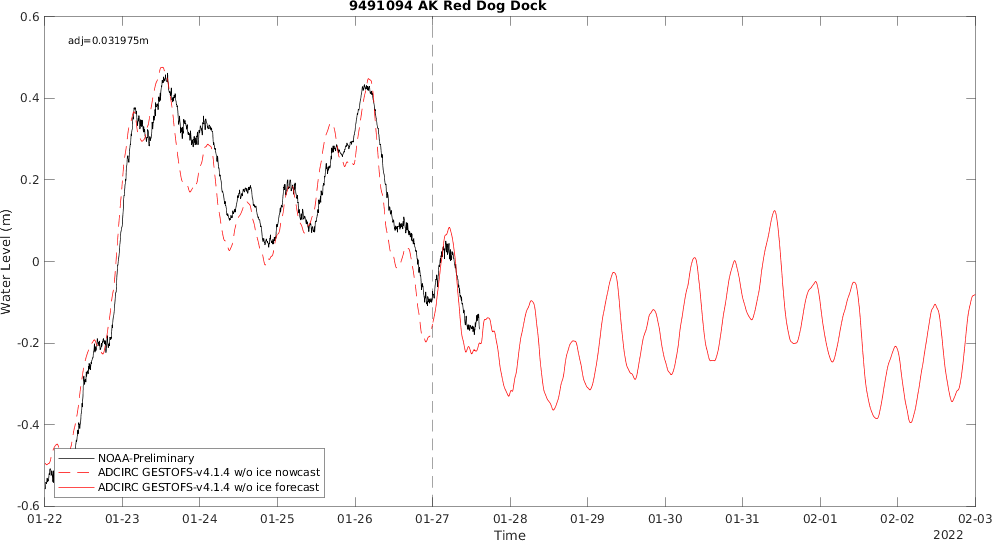 9491094 AK Red Dog Dock
adj=0.031975m
Water Level (m)
0.6
0.4
0.2
0
-0.2
-0.4
-0.6
NOAA-Preliminary
ADCIRC GESTOFS-v4.1.4 w/o ice nowcast
ADCIRC GESTOFS-v4.1.4 w/o ice forecast
01-22 01-23 01-24 01-25 01-26 01-27 01-28 01-29 01-30 01-31 02-01 02-02 02-03
Time
2022